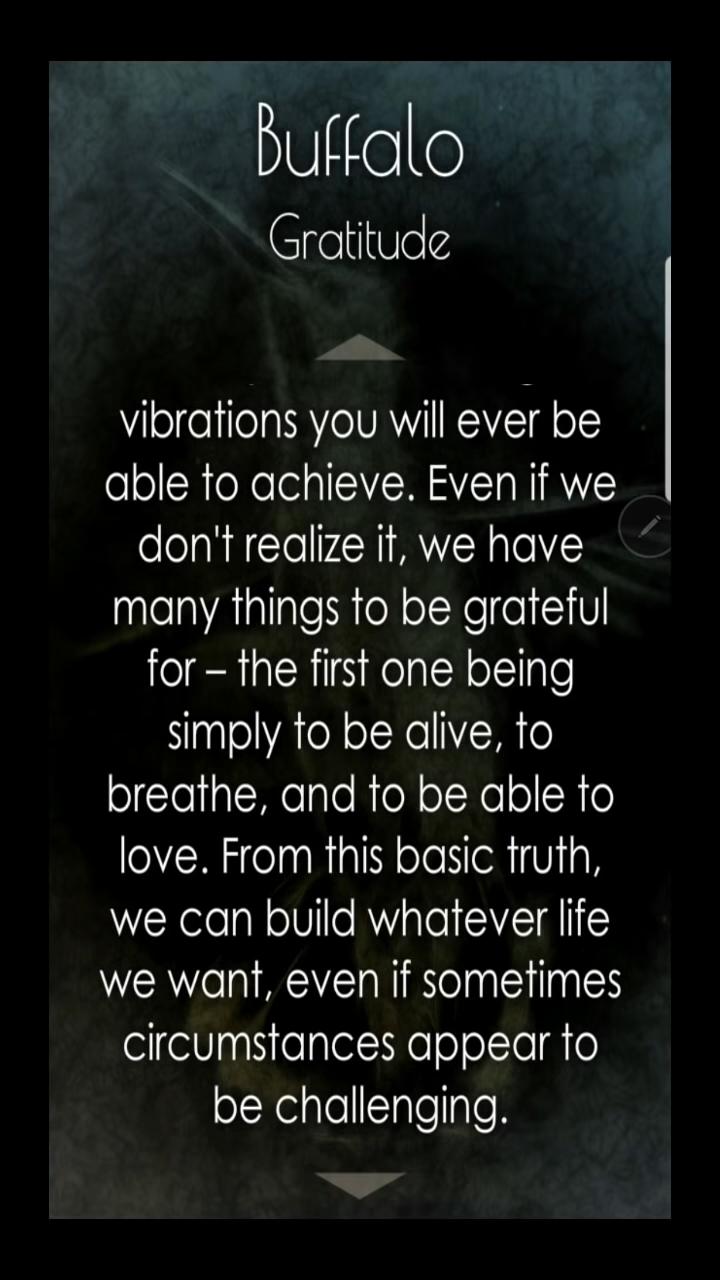 Buffalo
Gratitude
vibrations you will ever be
able to achieve. Even if we
don't realize it, we have
many things to be grateful
for – the first one being
simply to be alive, to
breathe, and to be able to
love. From this basic truth,
we can build whatever life
we want, even if sometimes
circumstances appear to
be challenging.